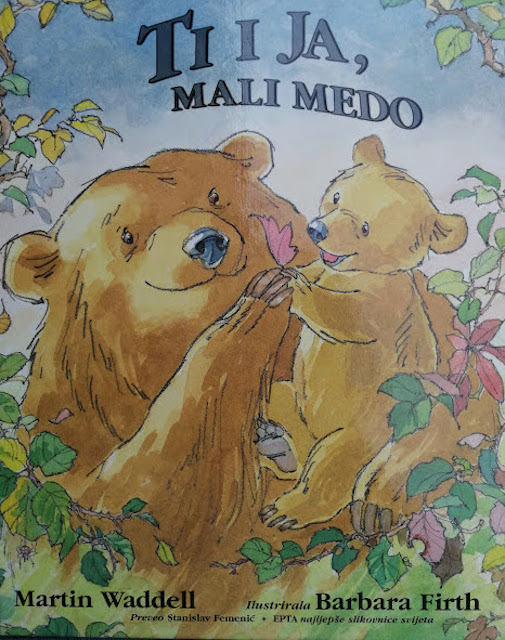 TI I JA,
MALI MEDO
Martin Waddell Ilustrirala Barbara Firth
Preveo Stanislav Femenić • EPTA najljepše slikovnice svijeta